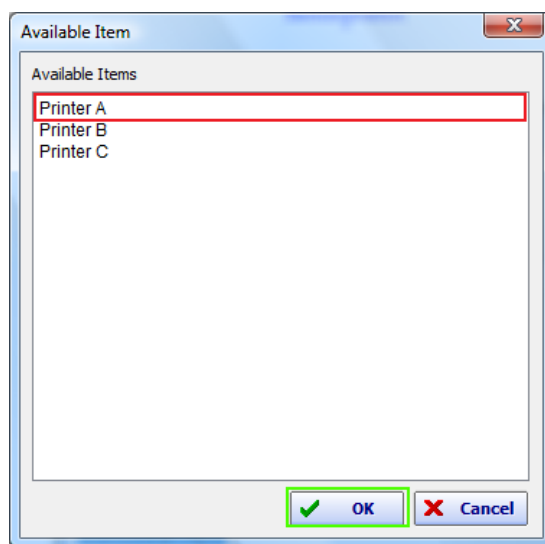 Available Item
Available Items
Printer A
Printer B
Printer C
OK
Cancel